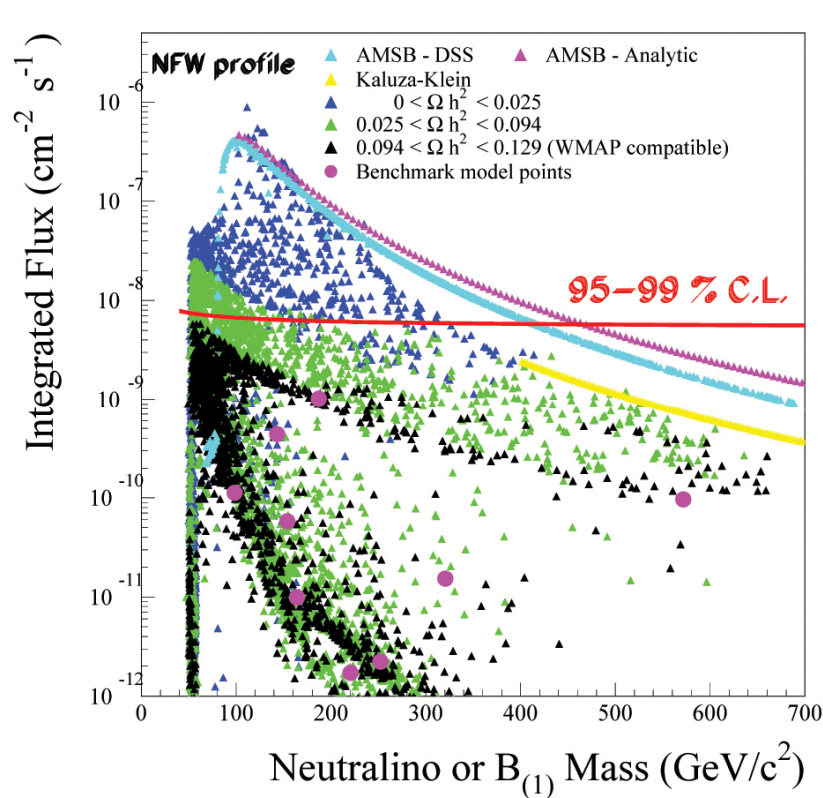 Integrated Flux (cm⁻² s⁻¹)
NFW profile
AMSB - DSS
AMSB - Analytic
Kaluza-Klein
0 < Ω h² < 0.025
0.025 < Ω h² < 0.094
0.094 < Ω h² < 0.129 (WMAP compatible)
Benchmark model points
95-99 % C.L.
10⁻⁶
10⁻⁷
10⁻⁸
10⁻⁹
10⁻¹⁰
10⁻¹¹
10⁻¹²
0 100 200 300 400 500 600 700
Neutralino or B₍₁₎ Mass (GeV/c²)